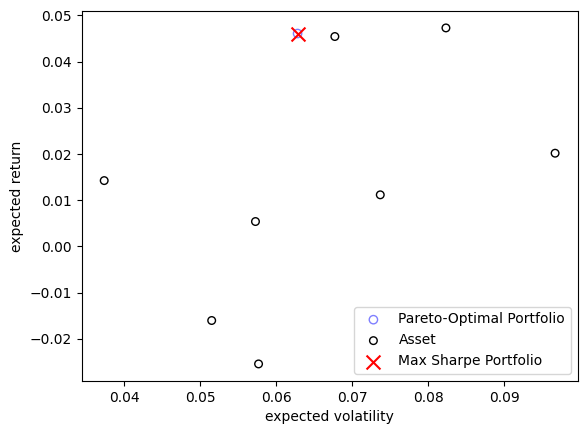 0.05
0.04
0.03
0.02
0.01
0.00
−0.01
−0.02
expected return
0.04 0.05 0.06 0.07 0.08 0.09
expected volatility
Pareto-Optimal Portfolio
Asset
Max Sharpe Portfolio